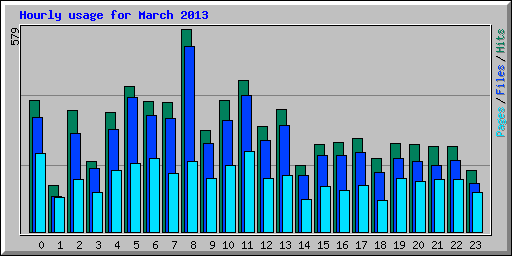 Hourly usage for March 2013
579
Pages / Files / Hits
0 1 2 3 4 5 6 7 8 9 10 11 12 13 14 15 16 17 18 19 20 21 22 23